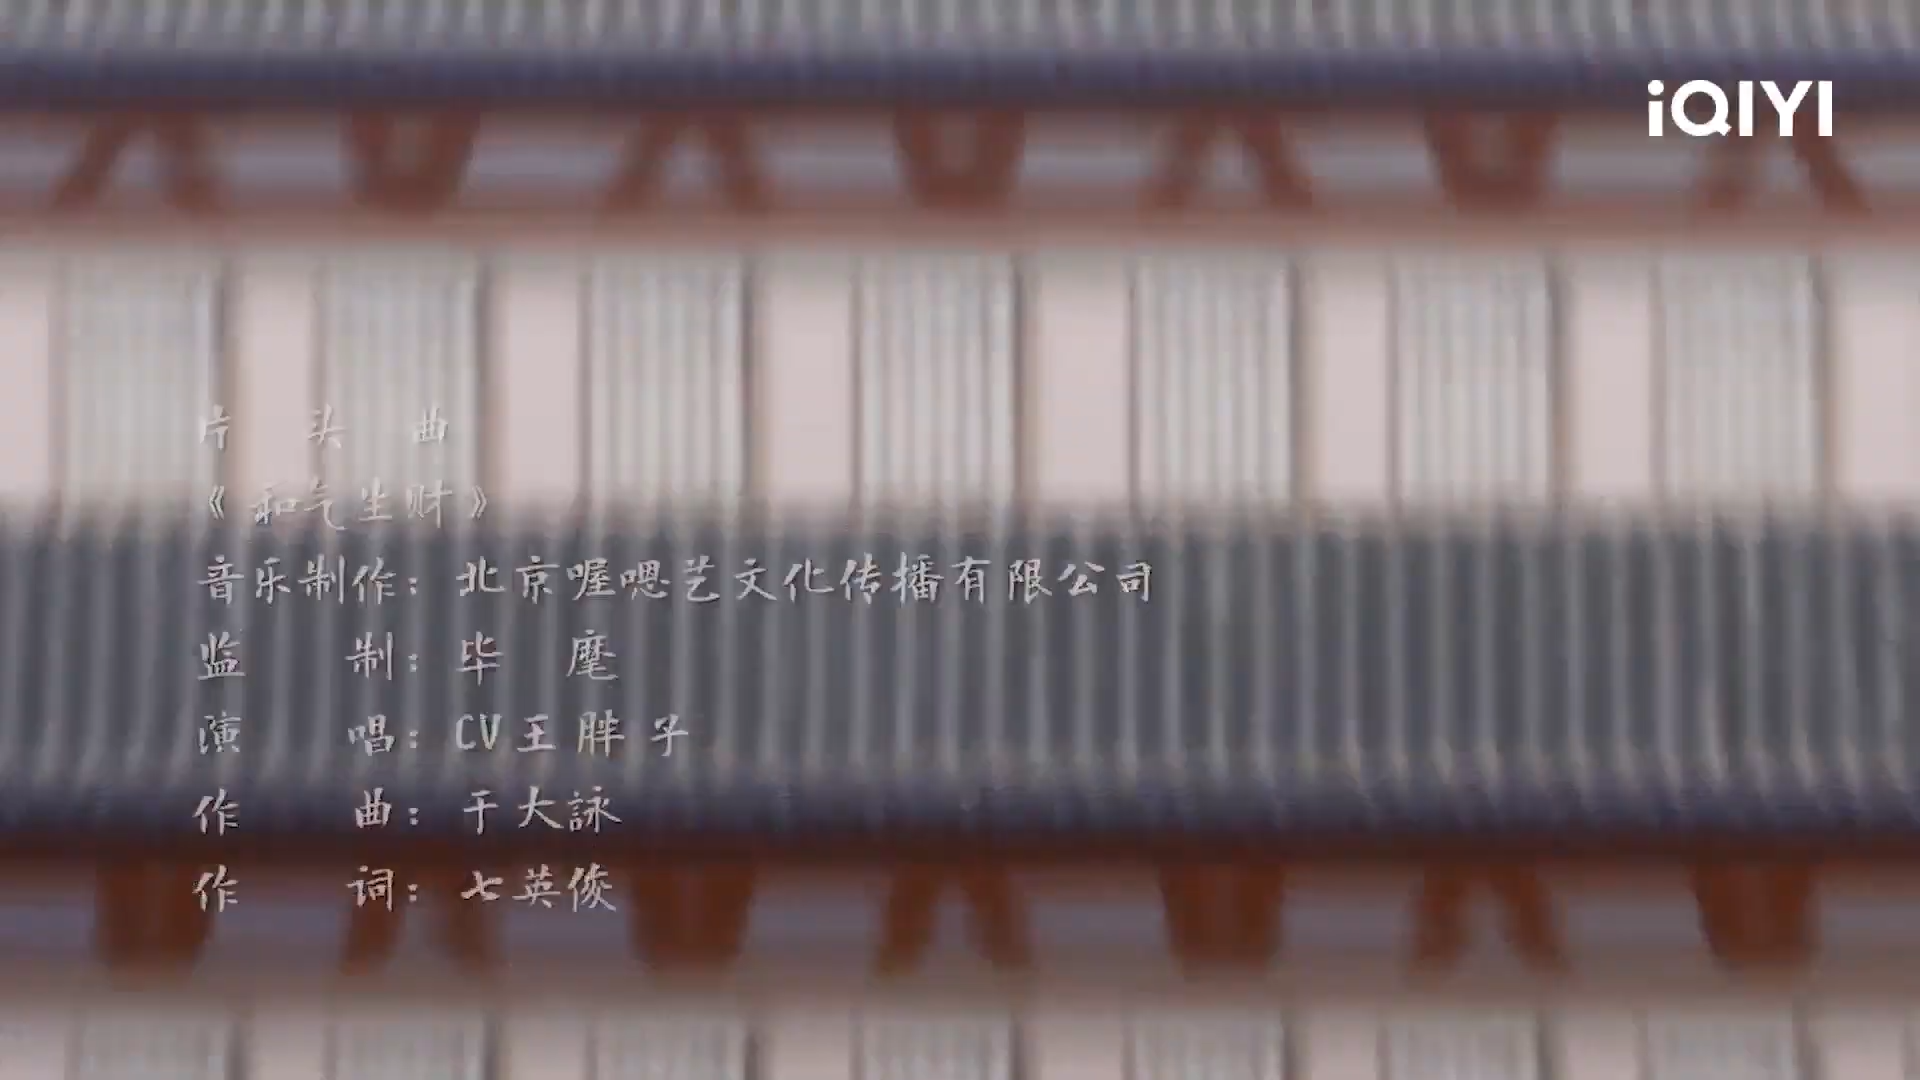 iQIYI
片头曲
《和气生财》
音乐制作：北京喔嗯艺文化传播有限公司
监制：毕麾
演唱：CV王胖子
作曲：于大詠
作词：七英俊